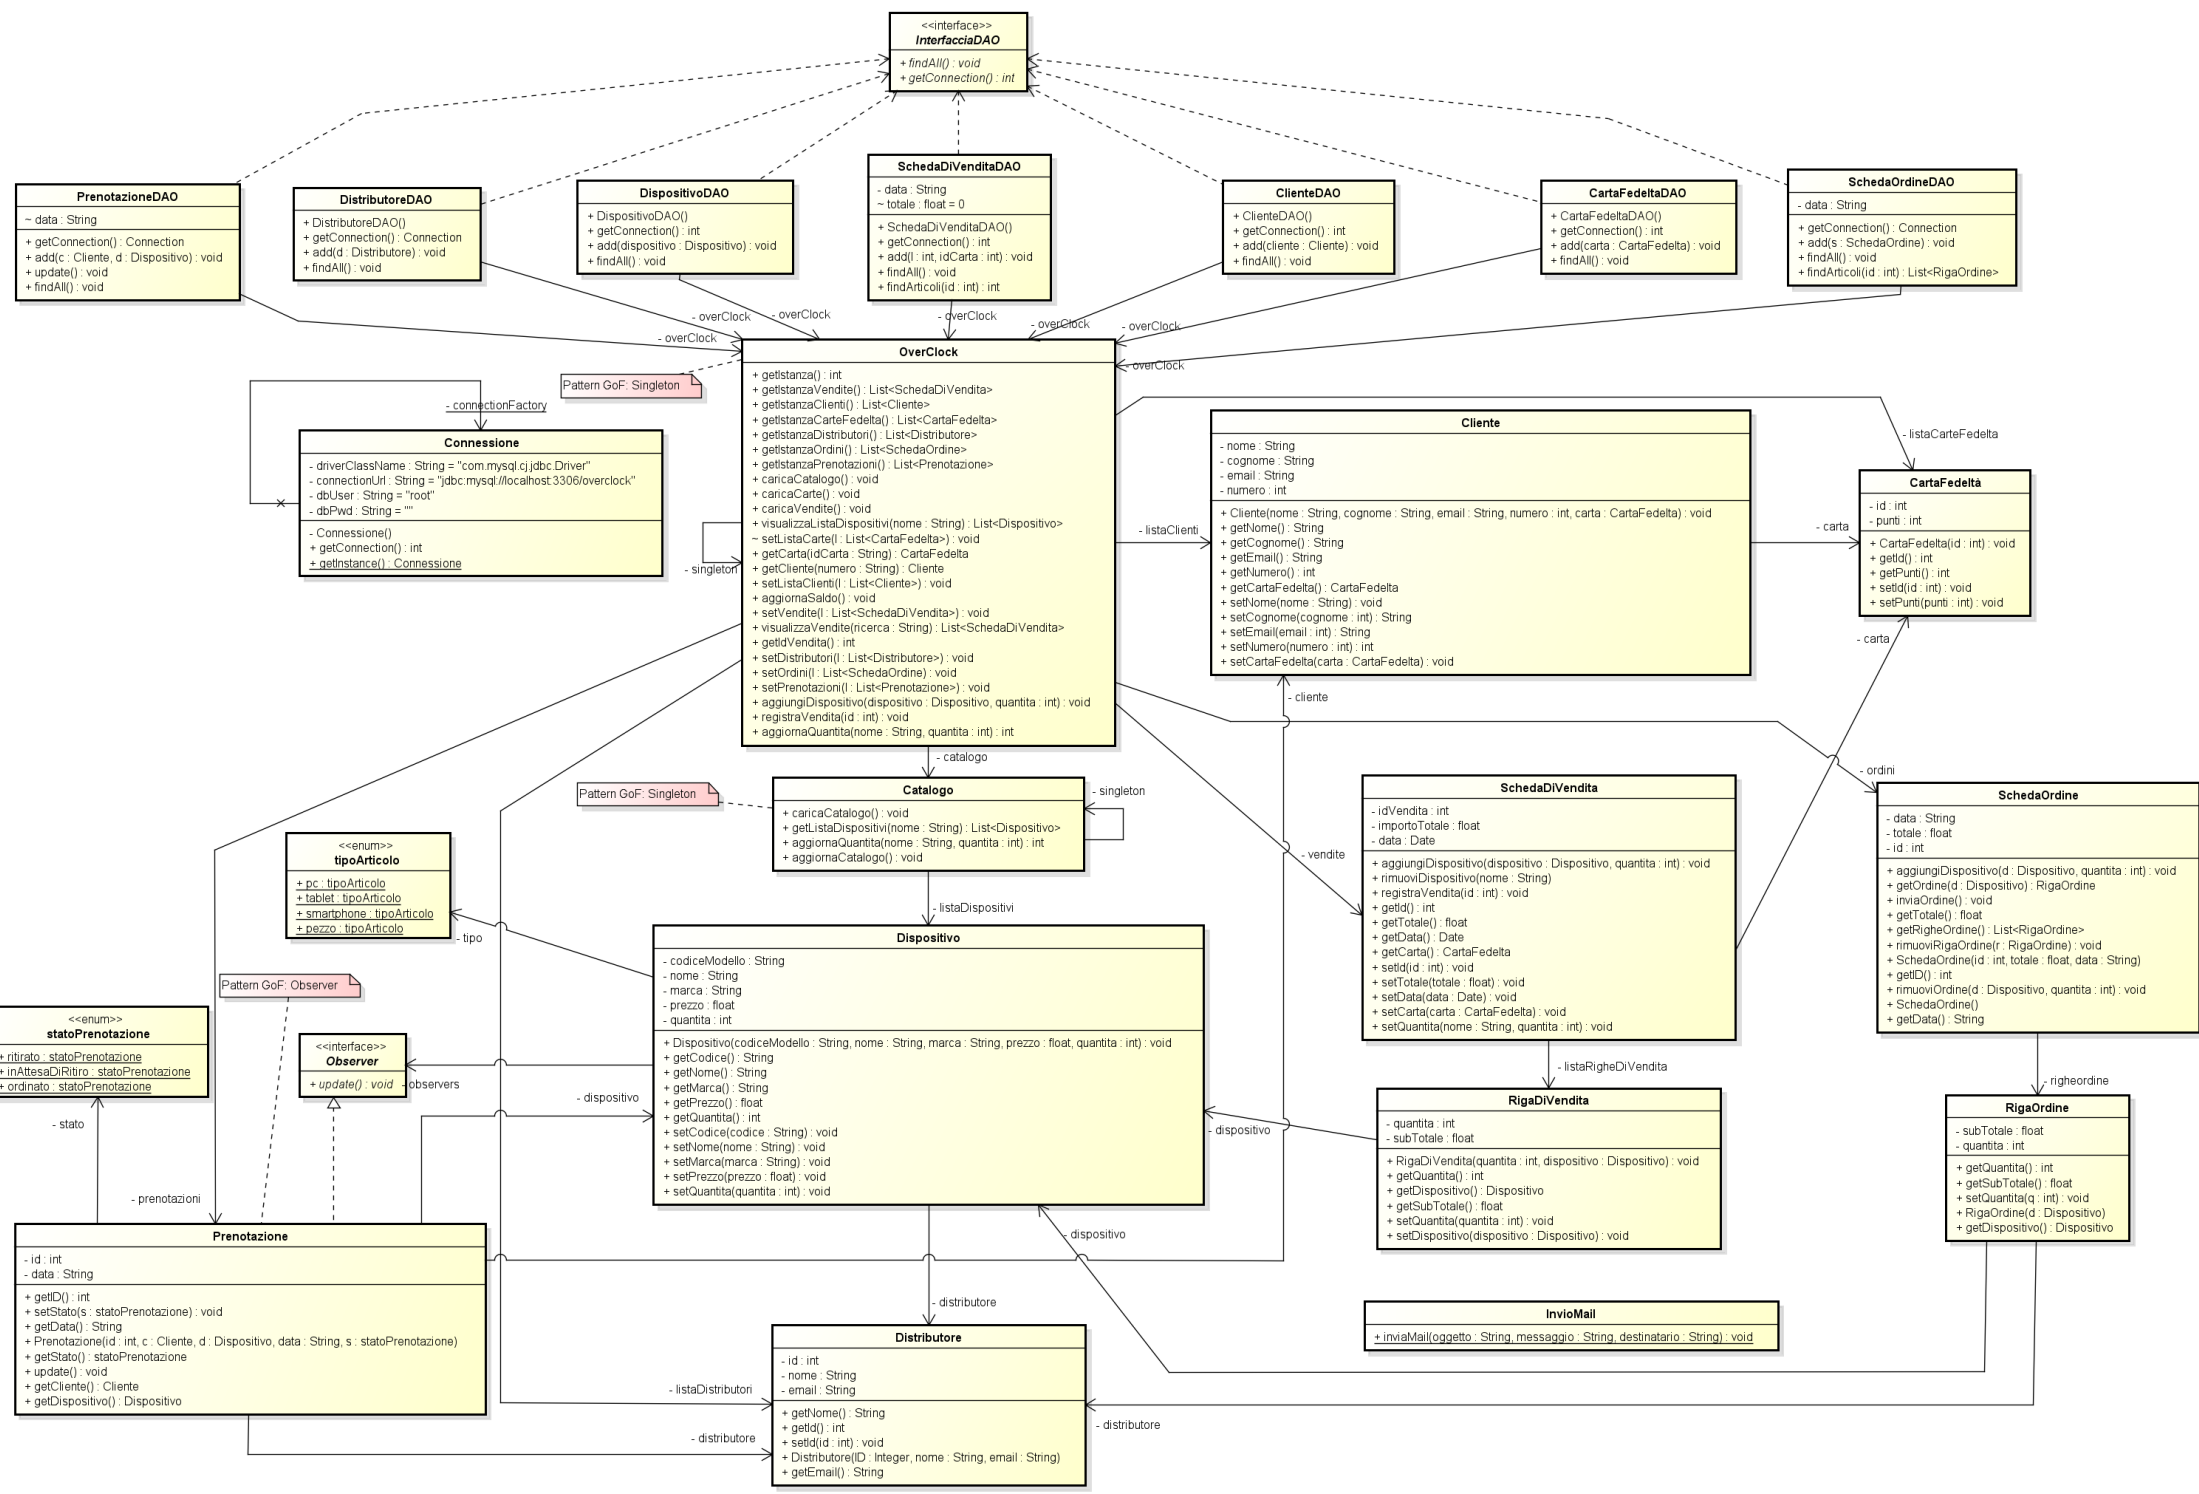 <<interface>>
InterfacciaDAO
+ findAll() : void
+ getConnection() : int
PrenotazioneDAO
~ data : String
+ getConnection() : Connection
+ add(c : Cliente, d : Dispositivo) : void
+ update() : void
+ findAll() : void
DistributoreDAO
+ DistributoreDAO()
+ getConnection() : Connection
+ add(d : Distributore) : void
+ findAll() : void
DispositivoDAO
+ DispositivoDAO()
+ getConnection() : int
+ add(dispositivo : Dispositivo) : void
+ findAll() : void
SchedaDiVenditaDAO
- data : String
~ totale : float = 0
+ SchedaDiVenditaDAO()
+ getConnection() : int
+ add(l : int, idCarta : int) : void
+ findAll() : void
+ findArticoli(id : int) : int
ClienteDAO
+ ClienteDAO()
+ getConnection() : int
+ add(cliente : Cliente) : void
+ findAll() : void
CartaFedeltaDAO
+ CartaFedeltaDAO()
+ getConnection() : int
+ add(carta : CartaFedelta) : void
+ findAll() : void
SchedaOrdineDAO
- data : String
+ getConnection() : Connection
+ add(s : SchedaOrdine) : void
+ findAll() : void
+ findArticoli(id : int) : List<RigaOrdine>
- overClock
- overClock
- overClock
- overClock
- overClock
- overClock
- overClock
Pattern GoF: Singleton
OverClock
+ getIstanza() : int
+ getIstanzaVendite() : List<SchedaDiVendita>
+ getIstanzaClienti() : List<Cliente>
+ getIstanzaCarteFedelta() : List<CartaFedelta>
+ getIstanzaDistributori() : List<Distributore>
+ getIstanzaOrdini() : List<SchedaOrdine>
+ getIstanzaPrenotazioni() : List<Prenotazione>
+ caricaCatalogo() : void
+ caricaCarte() : void
+ caricaVendite() : void
+ visualizzaListaDispositivi(nome : String) : List<Dispositivo>
~ setListaCarte(l : List<CartaFedelta>) : void
+ getCarta(idCarta : String) : CartaFedelta
+ getCliente(numero : String) : Cliente
+ setListaClienti(l : List<Cliente>) : void
+ aggiornaSaldo() : void
+ setVendite(l : List<SchedaDiVendita>) : void
+ visualizzaVendite(ricerca : String) : List<SchedaDiVendita>
+ getIdVendita() : int
+ setDistributori(l : List<Distributore>) : void
+ setOrdini(l : List<SchedaOrdine>) : void
+ setPrenotazioni(l : List<Prenotazione>) : void
+ aggiungiDispositivo(dispositivo : Dispositivo, quantita : int) : void
+ registraVendita(id : int) : void
+ aggiornaQuantita(nome : String, quantita : int) : int
- singleton
- connectionFactory
Connessione
- driverClassName : String = "com.mysql.cj.jdbc.Driver"
- connectionUrl : String = "jdbc:mysql://localhost:3306/overclock"
- dbUser : String = "root"
- dbPwd : String = ""
- Connessione()
+ getConnection() : int
+ getInstance() : Connessione
- listaClienti
Cliente
- nome : String
- cognome : String
- email : String
- numero : int
+ Cliente(nome : String, cognome : String, email : String, numero : int, carta : CartaFedelta) : void
+ getNome() : String
+ getCognome() : String
+ getEmail() : String
+ getNumero() : int
+ getCartaFedelta() : CartaFedelta
+ setNome(nome : String) : void
+ setCognome(cognome : int) : String
+ setEmail(email : int) : String
+ setNumero(numero : int) : int
+ setCartaFedelta(carta : CartaFedelta) : void
- listaCarteFedelta
- carta
CartaFedeltà
- id : int
- punti : int
+ CartaFedelta(id : int) : void
+ getId() : int
+ getPunti() : int
+ setId(id : int) : void
+ setPunti(punti : int) : void
- carta
- cliente
- catalogo
Pattern GoF: Singleton
Catalogo
+ caricaCatalogo() : void
+ getListaDispositivi(nome : String) : List<Dispositivo>
+ aggiornaQuantita(nome : String, quantita : int) : int
+ aggiornaCatalogo() : void
- singleton
- vendite
SchedaDiVendita
- idVendita : int
- importoTotale : float
- data : Date
+ aggiungiDispositivo(dispositivo : Dispositivo, quantita : int) : void
+ rimuoviDispositivo(nome : String)
+ registraVendita(id : int) : void
+ getId() : int
+ getTotale() : float
+ getData() : Date
+ getCarta() : CartaFedelta
+ setId(id : int) : void
+ setTotale(totale : float) : void
+ setData(data : Date) : void
+ setCarta(carta : CartaFedelta) : void
+ setQuantita(nome : String, quantita : int) : void
- ordini
SchedaOrdine
- data : String
- totale : float
- id : int
+ aggiungiDispositivo(d : Dispositivo, quantita : int) : void
+ getOrdine(d : Dispositivo) : RigaOrdine
+ inviaOrdine() : void
+ getTotale() : float
+ getRigheOrdine() : List<RigaOrdine>
+ rimuoviRigaOrdine(r : RigaOrdine) : void
+ SchedaOrdine(id : int, totale : float, data : String)
+ getID() : int
+ rimuoviOrdine(d : Dispositivo, quantita : int) : void
+ SchedaOrdine()
+ getData() : String
<<enum>>
tipoArticolo
+ pc : tipoArticolo
+ tablet : tipoArticolo
+ smartphone : tipoArticolo
+ pezzo : tipoArticolo
- tipo
- listaDispositivi
Dispositivo
- codiceModello : String
- nome : String
- marca : String
- prezzo : float
- quantita : int
+ Dispositivo(codiceModello : String, nome : String, marca : String, prezzo : float, quantita : int) : void
+ getCodice() : String
+ getNome() : String
+ getMarca() : String
+ getPrezzo() : float
+ getQuantita() : int
+ setCodice(codice : String) : void
+ setNome(nome : String) : void
+ setMarca(marca : String) : void
+ setPrezzo(prezzo : float) : void
+ setQuantita(quantita : int) : void
Pattern GoF: Observer
<<enum>>
statoPrenotazione
+ ritirato : statoPrenotazione
+ inAttesaDiRitiro : statoPrenotazione
+ ordinato : statoPrenotazione
<<interface>>
Observer
+ update() : void
- observers
- dispositivo
- stato
- prenotazioni
- listaRigheDiVendita
- dispositivo
RigaDiVendita
- quantita : int
- subTotale : float
+ RigaDiVendita(quantita : int, dispositivo : Dispositivo) : void
+ getQuantita() : int
+ getDispositivo() : Dispositivo
+ getSubTotale() : float
+ setQuantita(quantita : int) : void
+ setDispositivo(dispositivo : Dispositivo) : void
- righeordine
RigaOrdine
- subTotale : float
- quantita : int
+ getQuantita() : int
+ getSubTotale() : float
+ setQuantita(q : int) : void
+ RigaOrdine(d : Dispositivo)
+ getDispositivo() : Dispositivo
- dispositivo
Prenotazione
- id : int
- data : String
+ getID() : int
+ setStato(s : statoPrenotazione) : void
+ getData() : String
+ Prenotazione(id : int, c : Cliente, d : Dispositivo, data : String, s : statoPrenotazione)
+ getStato() : statoPrenotazione
+ update() : void
+ getCliente() : Cliente
+ getDispositivo() : Dispositivo
- distributore
InvioMail
+ inviaMail(oggetto : String, messaggio : String, destinatario : String) : void
Distributore
- id : int
- nome : String
- email : String
+ getNome() : String
+ getId() : int
+ setId(id : int) : void
+ Distributore(ID : Integer, nome : String, email : String)
+ getEmail() : String
- listaDistributori
- distributore
- distributore